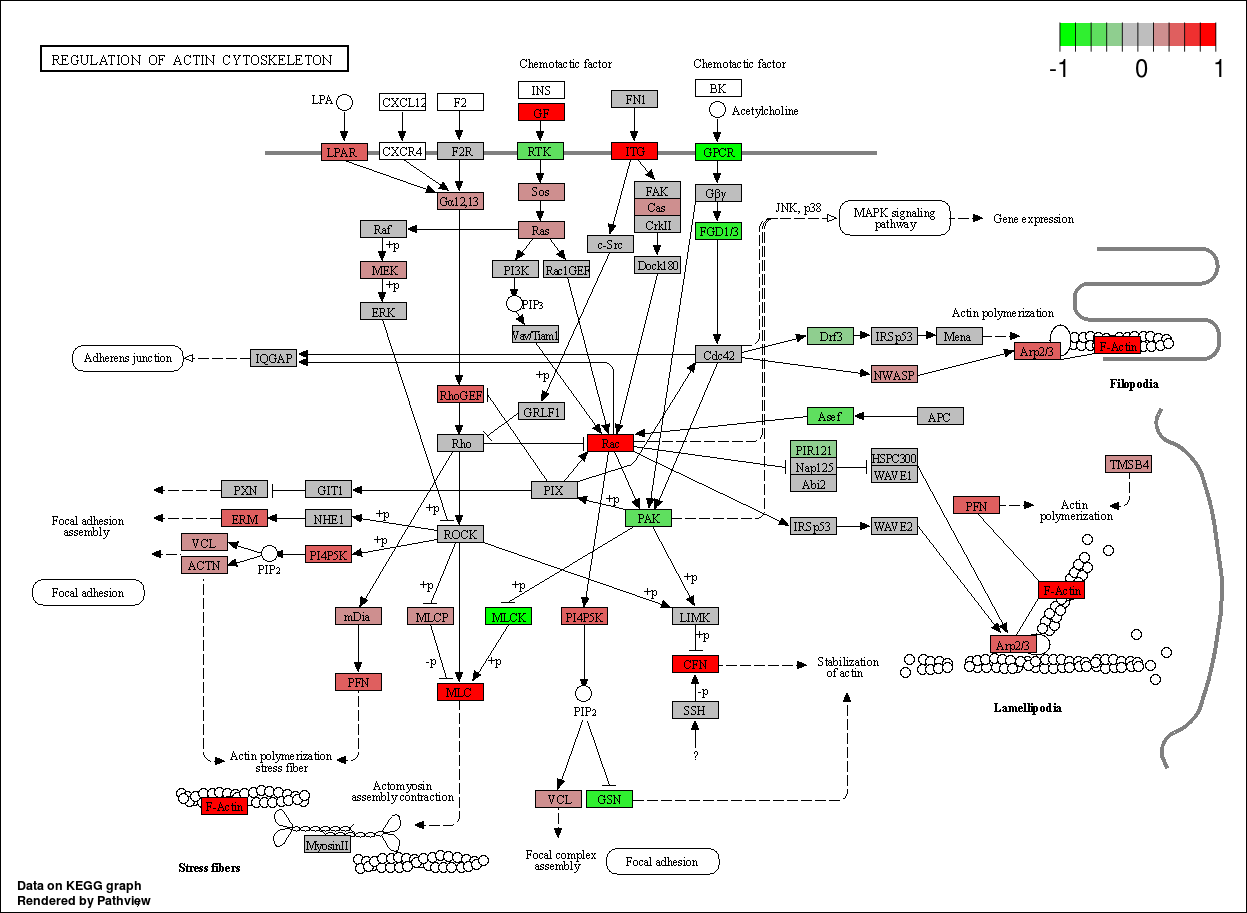 REGULATION OF ACTIN CYTOSKELETON
-1
0
1
Chemotactic factor
Chemotactic factor
LPA
CXCL12
F2
INS
GF
FN1
BK
Acetylcholine
LPAR
CXCR4
F2R
RTK
ITG
GPCR
Gα12,13
Sos
FAK
Cas
CrkII
Gβγ
Raf
Ras
c-Src
FGD1/3
JNK, p38
MAPK signaling
pathway
Gene expression
+p
MEK
PI3K
Rac1GEF
Dock180
+p
ERK
PIP3
Vav/Tiam1
Actin polymerization
Drf3
IRSp53
Mena
Arp2/3
F-Actin
Adherens junction
IQGAP
Cdc42
NWASP
Filopodia
+p
RhoGEF
GRLF1
Asef
APC
Rho
Rac
PIR121
Nap125
Abi2
HSPC300
WAVE1
TMSB4
PXN
GIT1
PIX
+p
PFN
Actin
polymerization
Focal adhesion
assembly
ERM
NHE1
+p
+p
PAK
IRSp53
WAVE2
ROCK
VCL
ACTN
PIP2
PI4P5K
+p
Focal adhesion
+p
+p
+p
+p
F-Actin
mDia
MLCP
MLCK
PI4P5K
LIMK
+p
Arp2/3
-p
+p
CFN
Stabilization
of actin
PFN
MLC
-p
SSH
PIP2
Lamellipodia
?
Actin polymerization
stress fiber
Actomyosin
assembly contraction
F-Actin
VCL
GSN
MyosinII
Stress fibers
Focal complex
assembly
Focal adhesion
Data on KEGG graph
Rendered by Pathview